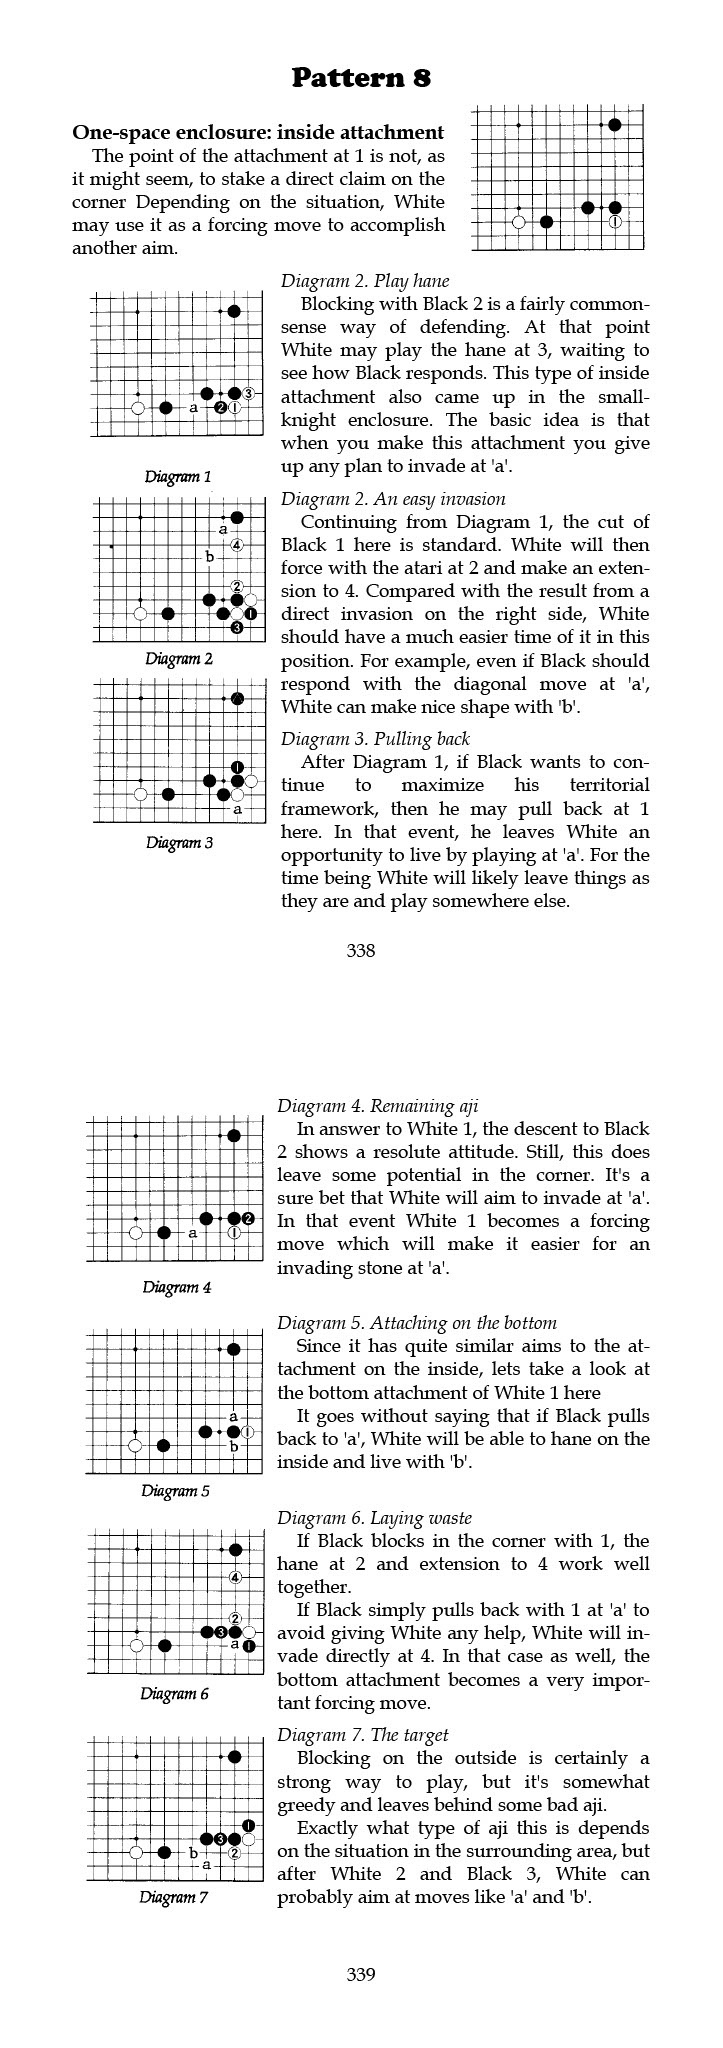 Pattern 8
One-space enclosure: inside attachment
The point of the attachment at 1 is not, as
it might seem, to stake a direct claim on the
corner Depending on the situation, White
may use it as a forcing move to accomplish
another aim.
1
Diagram 2. Play hane
Blocking with Black 2 is a fairly common-
sense way of defending. At that point
White may play the hane at 3, waiting to
see how Black responds. This type of inside
attachment also came up in the small-
knight enclosure. The basic idea is that
when you make this attachment you give
up any plan to invade at 'a'.
3
a 2 1
Diagram 1
Diagram 2. An easy invasion
Continuing from Diagram 1, the cut of
Black 1 here is standard. White will then
force with the atari at 2 and make an exten-
sion to 4. Compared with the result from a
direct invasion on the right side, White
should have a much easier time of it in this
position. For example, even if Black should
respond with the diagonal move at 'a',
White can make nice shape with 'b'.
a
4
b
2
1
3
Diagram 2
Diagram 3. Pulling back
After Diagram 1, if Black wants to con-
tinue to maximize his territorial
framework, then he may pull back at 1
here. In that event, he leaves White an
opportunity to live by playing at 'a'. For the
time being White will likely leave things as
they are and play somewhere else.
1
a
Diagram 3
338
Diagram 4. Remaining aji
In answer to White 1, the descent to Black
2 shows a resolute attitude. Still, this does
leave some potential in the corner. It's a
sure bet that White will aim to invade at 'a'.
In that event White 1 becomes a forcing
move which will make it easier for an
invading stone at 'a'.
2
a 1
Diagram 4
Diagram 5. Attaching on the bottom
Since it has quite similar aims to the at-
tachment on the inside, lets take a look at
the bottom attachment of White 1 here
It goes without saying that if Black pulls
back to 'a', White will be able to hane on the
inside and live with 'b'.
a
1
b
Diagram 5
Diagram 6. Laying waste
If Black blocks in the corner with 1, the
hane at 2 and extension to 4 work well
together.
If Black simply pulls back with 1 at 'a' to
avoid giving White any help, White will in-
vade directly at 4. In that case as well, the
bottom attachment becomes a very impor-
tant forcing move.
4
2
3
a 1
Diagram 6
Diagram 7. The target
Blocking on the outside is certainly a
strong way to play, but it's somewhat
greedy and leaves behind some bad aji.
Exactly what type of aji this is depends
on the situation in the surrounding area, but
after White 2 and Black 3, White can
probably aim at moves like 'a' and 'b'.
1
3
b 2
a
Diagram 7
339